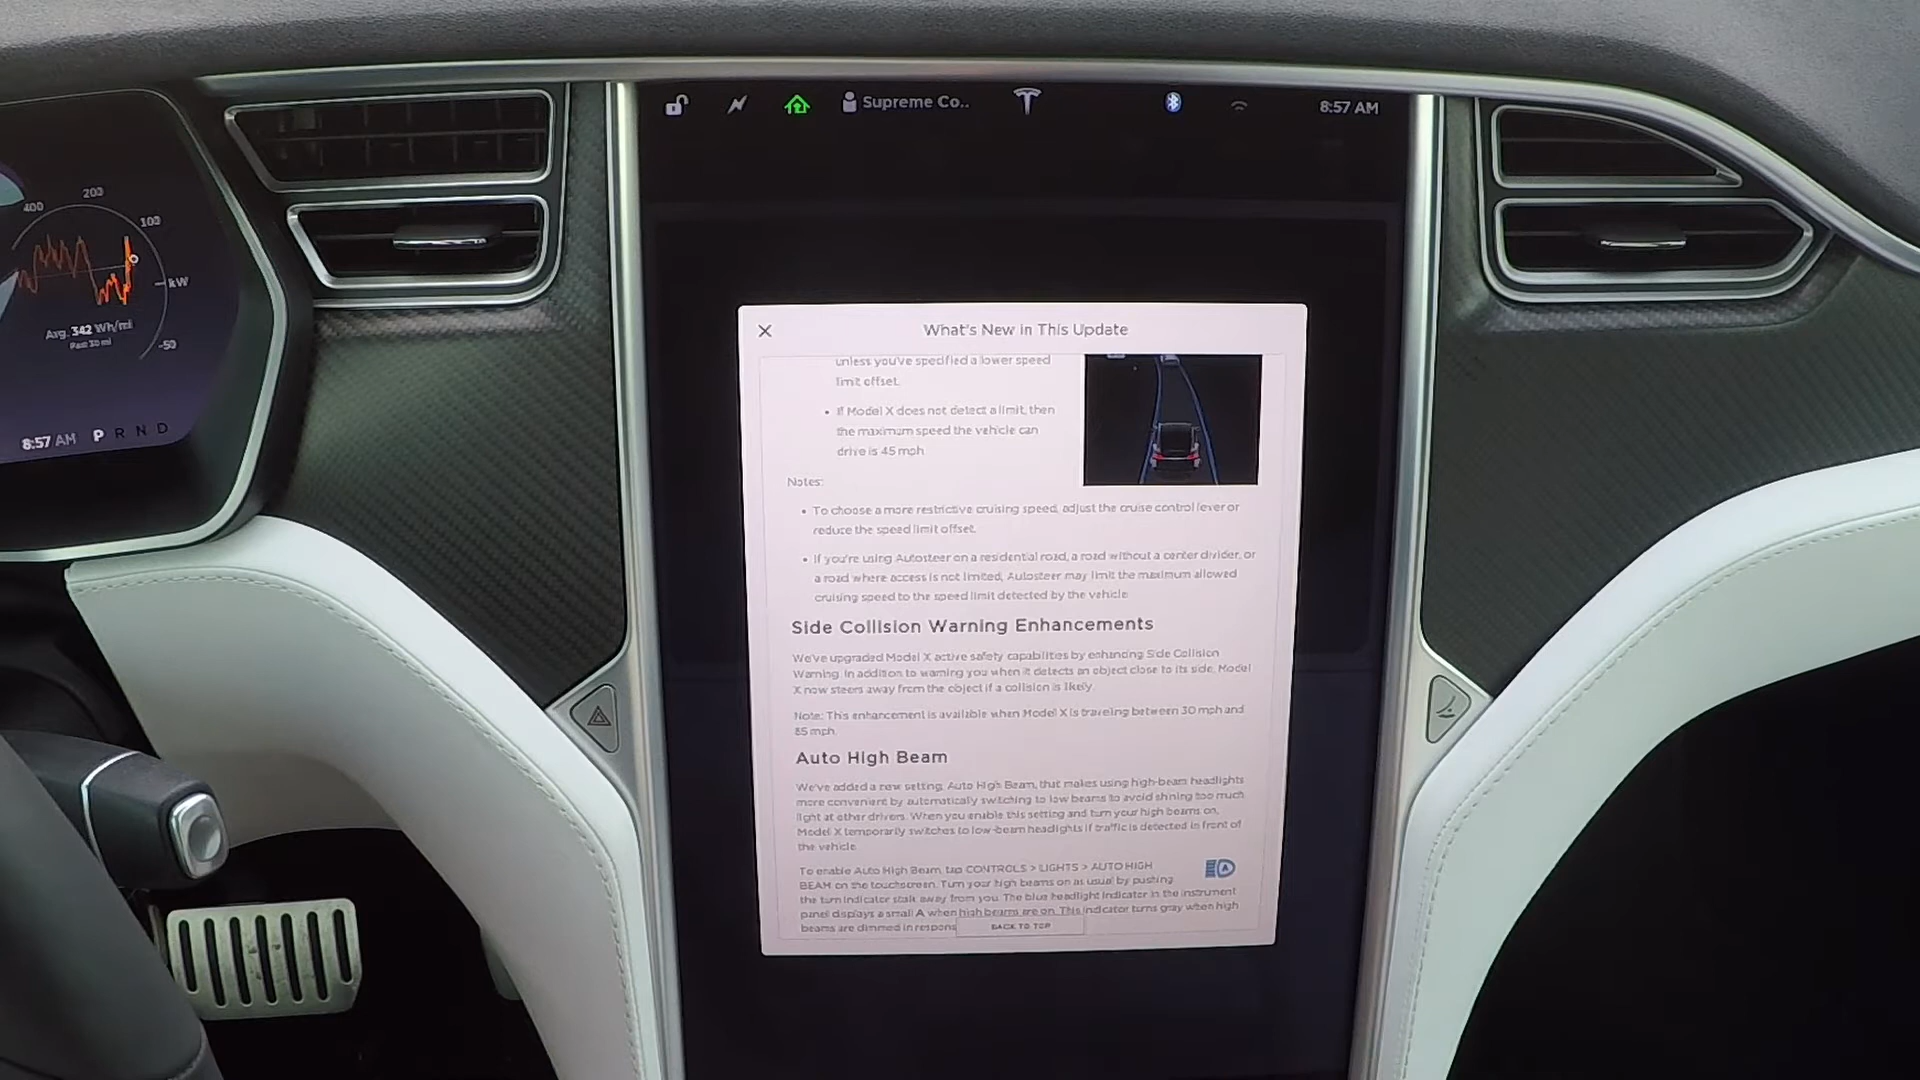 Supreme Co..
8:57 AM
400
200
100
kW
-50
Avg. 342 Wh/mi
Past 30 mi
8:57 AM P R N D
What's New in This Update
unless you've specified a lower speed
limit offset.
• If Model X does not detect a limit, then
the maximum speed the vehicle can
drive is 45 mph
Notes:
• To choose a more restrictive cruising speed, adjust the cruise control lever or
reduce the speed limit offset.
• If you're using Autosteer on a residential road, a road without a center divider, or
a road where access is not limited, Autosteer may limit the maximum allowed
cruising speed to the speed limit detected by the vehicle
Side Collision Warning Enhancements
We've upgraded Model X active safety capabilities by enhancing Side Collision
Warning. In addition to warning you when it detects an object close to its side, Model
X now steers away from the object if a collision is likely.
Note: This enhancement is available when Model X is traveling between 30 mph and
85 mph.
Auto High Beam
We've added a new setting, Auto High Beam, that makes using high-beam headlights
more convenient by automatically switching to low beams to avoid shining too much
light at other drivers. When you enable this setting and turn your high beams on,
Model X temporarily switches to low-beam headlights if traffic is detected in front of
the vehicle.
To enable Auto High Beam, tap CONTROLS > LIGHTS > AUTO HIGH
BEAM on the touchscreen. Turn your high beams on as usual by pushing
the turn indicator stalk away from you. The blue headlight indicator in the instrument
panel displays a small A when high beams are on. This indicator turns gray when high
beams are dimmed in respons
BACK TO TOP